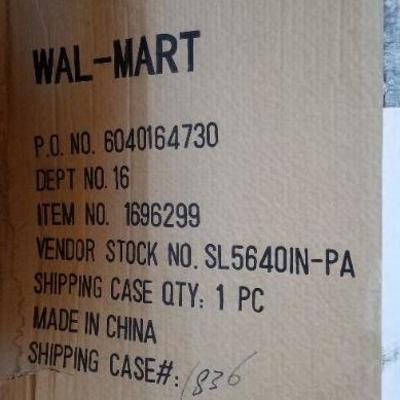 WAL-MART
P.O. NO. 6040164730
DEPT NO. 16
ITEM NO. 1696299
VENDOR STOCK NO. SL5640IN-PA
SHIPPING CASE QTY: 1 PC
MADE IN CHINA
SHIPPING CASE#: 1836